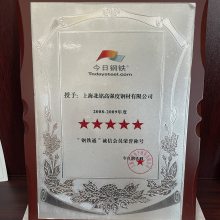 今日钢铁
Todaysteel.com
授予：上海北铭高强度钢材有限公司
2008-2009年度
★★★★★
“钢铁通”诚信会员荣誉称号